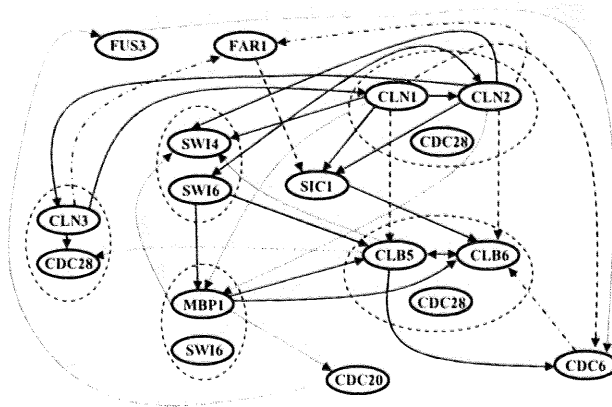 FUS3
FAR1
CLN1
CLN2
SWI4
CDC28
SWI6
SIC1
CLN3
CDC28
CLB5
CLB6
MBP1
CDC28
SWI6
CDC6
CDC20